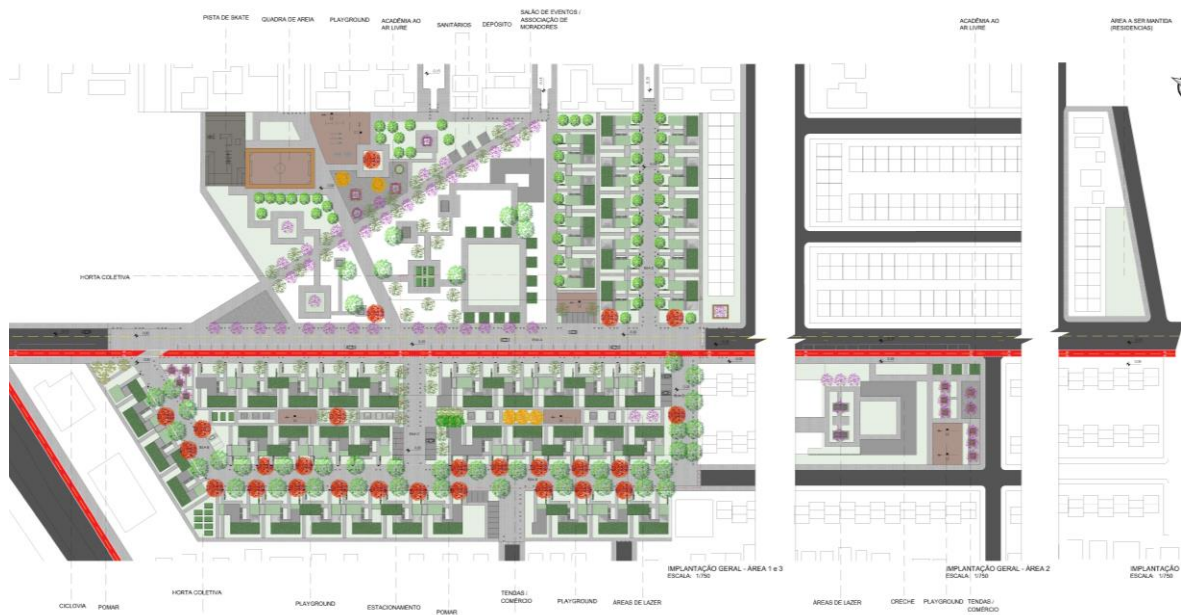 PISTA DE SKATE
QUADRA DE AREIA
PLAYGROUND
ACADÊMIA AO
AR LIVRE
SANITÁRIOS
DEPÓSITO
SALÃO DE EVENTOS /
ASSOCIAÇÃO DE
MORADORES
ACADÊMIA AO
AR LIVRE
ÁREA A SER MANTIDA
(RESIDENCIAS)
HORTA COLETIVA
IMPLANTAÇÃO GERAL - ÁREA 1 e 3
ESCALA: 1/750
IMPLANTAÇÃO GERAL - ÁREA 2
ESCALA: 1/750
IMPLANTAÇÃO
ESCALA: 1/750
CICLOVIA
POMAR
HORTA COLETIVA
PLAYGROUND
ESTACIONAMENTO
POMAR
TENDAS /
COMÉRCIO
PLAYGROUND
ÁREAS DE LAZER
ÁREAS DE LAZER
CRECHE
PLAYGROUND
TENDAS /
COMÉRCIO